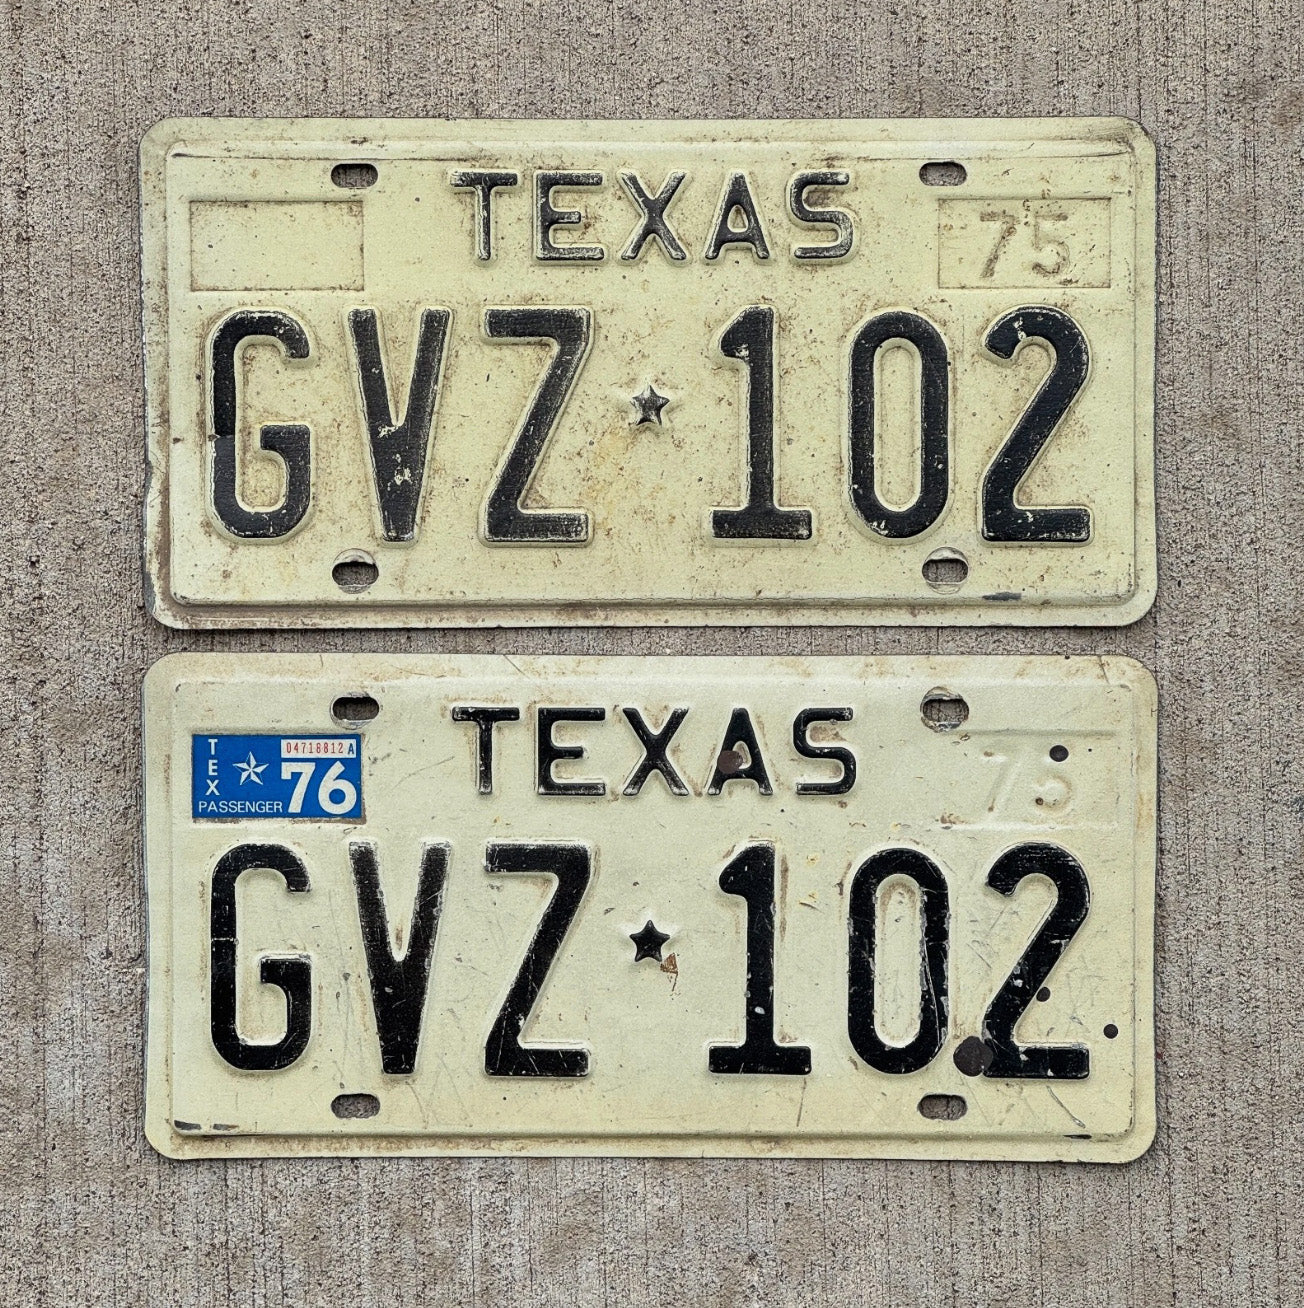 TEXAS
75
GVZ★102
TEXAS
TEX
04716812 A
76
PASSENGER
75
GVZ★102